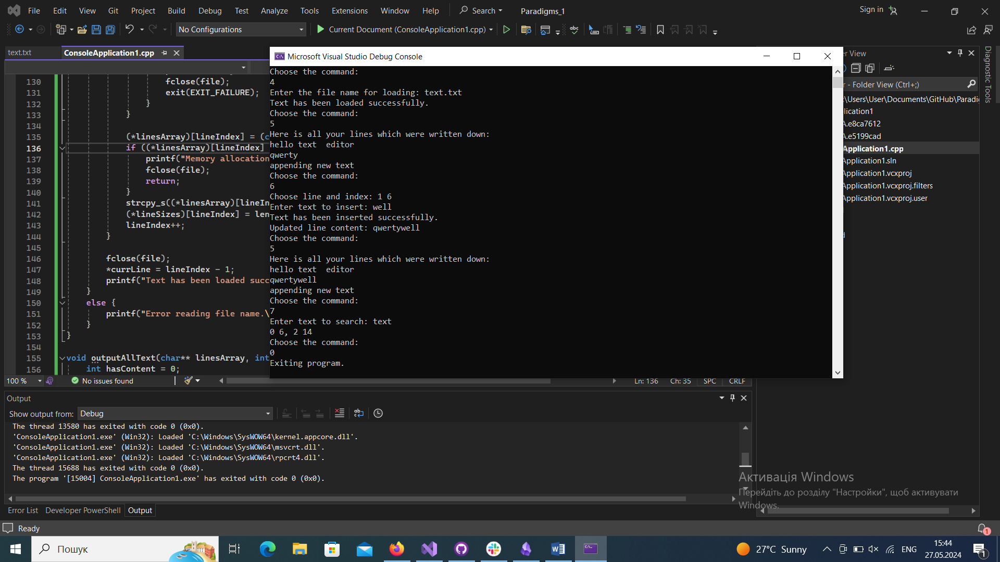 File Edit View Git Project Build Debug Test Analyze Tools Extensions Window Help Search Paradigms_1 Sign in
No Configurations Current Document (ConsoleApplication1.cpp)
text.txt ConsoleApplication1.cpp
130 fclose(file);
131 exit(EXIT_FAILURE);
132 }
133 }
134
135 (*linesArray)[lineIndex] = (c
136 if ((*linesArray)[lineIndex]
137 printf("Memory allocation
138 fclose(file);
139 return;
140 }
141 strcpy_s((*linesArray)[lineIn
142 (*lineSizes)[lineIndex] = len
143 lineIndex++;
144 }
145
146 fclose(file);
147 *currLine = lineIndex - 1;
148 printf("Text has been loaded succ
149 }
150 else {
151 printf("Error reading file name.\
152 }
153 }
154
155 void outputAllText(char** linesArray, int
156 int hasContent = 0;
100 % No issues found Ln: 136 Ch: 35 SPC CRLF
Microsoft Visual Studio Debug Console
Choose the command:
4
Enter the file name for loading: text.txt
Text has been loaded successfully.
Choose the command:
5
Here is all your lines which were written down:
hello text  editor
qwerty
appending new text
Choose the command:
6
Choose line and index: 1 6
Enter text to insert: well
Text has been inserted successfully.
Updated line content: qwertywell
Choose the command:
5
Here is all your lines which were written down:
hello text  editor
qwertywell
appending new text
Choose the command:
7
Enter text to search: text
0 6, 2 14
Choose the command:
0
Exiting program.
r View
r - Folder View (Ctrl+;)
:\Users\User\Documents\GitHub\Paradi
lication1
A.e8ca7612
A.e5199cad
Application1.cpp
Application1.sln
Application1.vcxproj
Application1.vcxproj.filters
Application1.vcxproj.user
Diagnostic Tools
Output
Show output from: Debug
The thread 13580 has exited with code 0 (0x0).
'ConsoleApplication1.exe' (Win32): Loaded 'C:\Windows\SysWOW64\kernel.appcore.dll'.
'ConsoleApplication1.exe' (Win32): Loaded 'C:\Windows\SysWOW64\msvcrt.dll'.
'ConsoleApplication1.exe' (Win32): Loaded 'C:\Windows\SysWOW64\rpcrt4.dll'.
The thread 15688 has exited with code 0 (0x0).
The program '[15004] ConsoleApplication1.exe' has exited with code 0 (0x0).
Активація Windows
Перейдіть до розділу "Настройки", щоб активувати
Windows.
Error List Developer PowerShell Output
Ready 1
Пошук 27°C Sunny ENG 15:44
27.05.2024 1